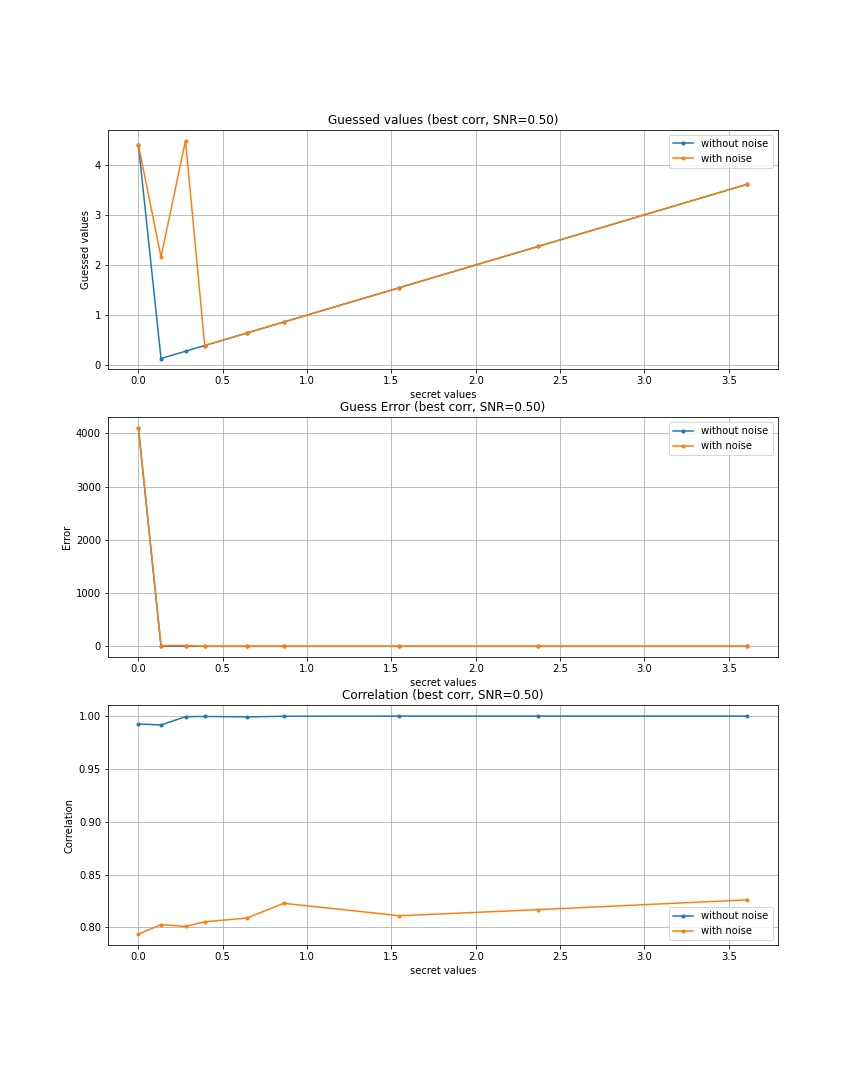 Guessed values (best corr, SNR=0.50)
without noise
with noise
4
3
2
1
0
Guessed values
0.0 0.5 1.0 1.5 2.0 2.5 3.0 3.5
secret values
Guess Error (best corr, SNR=0.50)
without noise
with noise
4000
3000
2000
1000
0
Error
0.0 0.5 1.0 1.5 2.0 2.5 3.0 3.5
secret values
Correlation (best corr, SNR=0.50)
1.00
0.95
0.90
0.85
0.80
Correlation
without noise
with noise
0.0 0.5 1.0 1.5 2.0 2.5 3.0 3.5
secret values